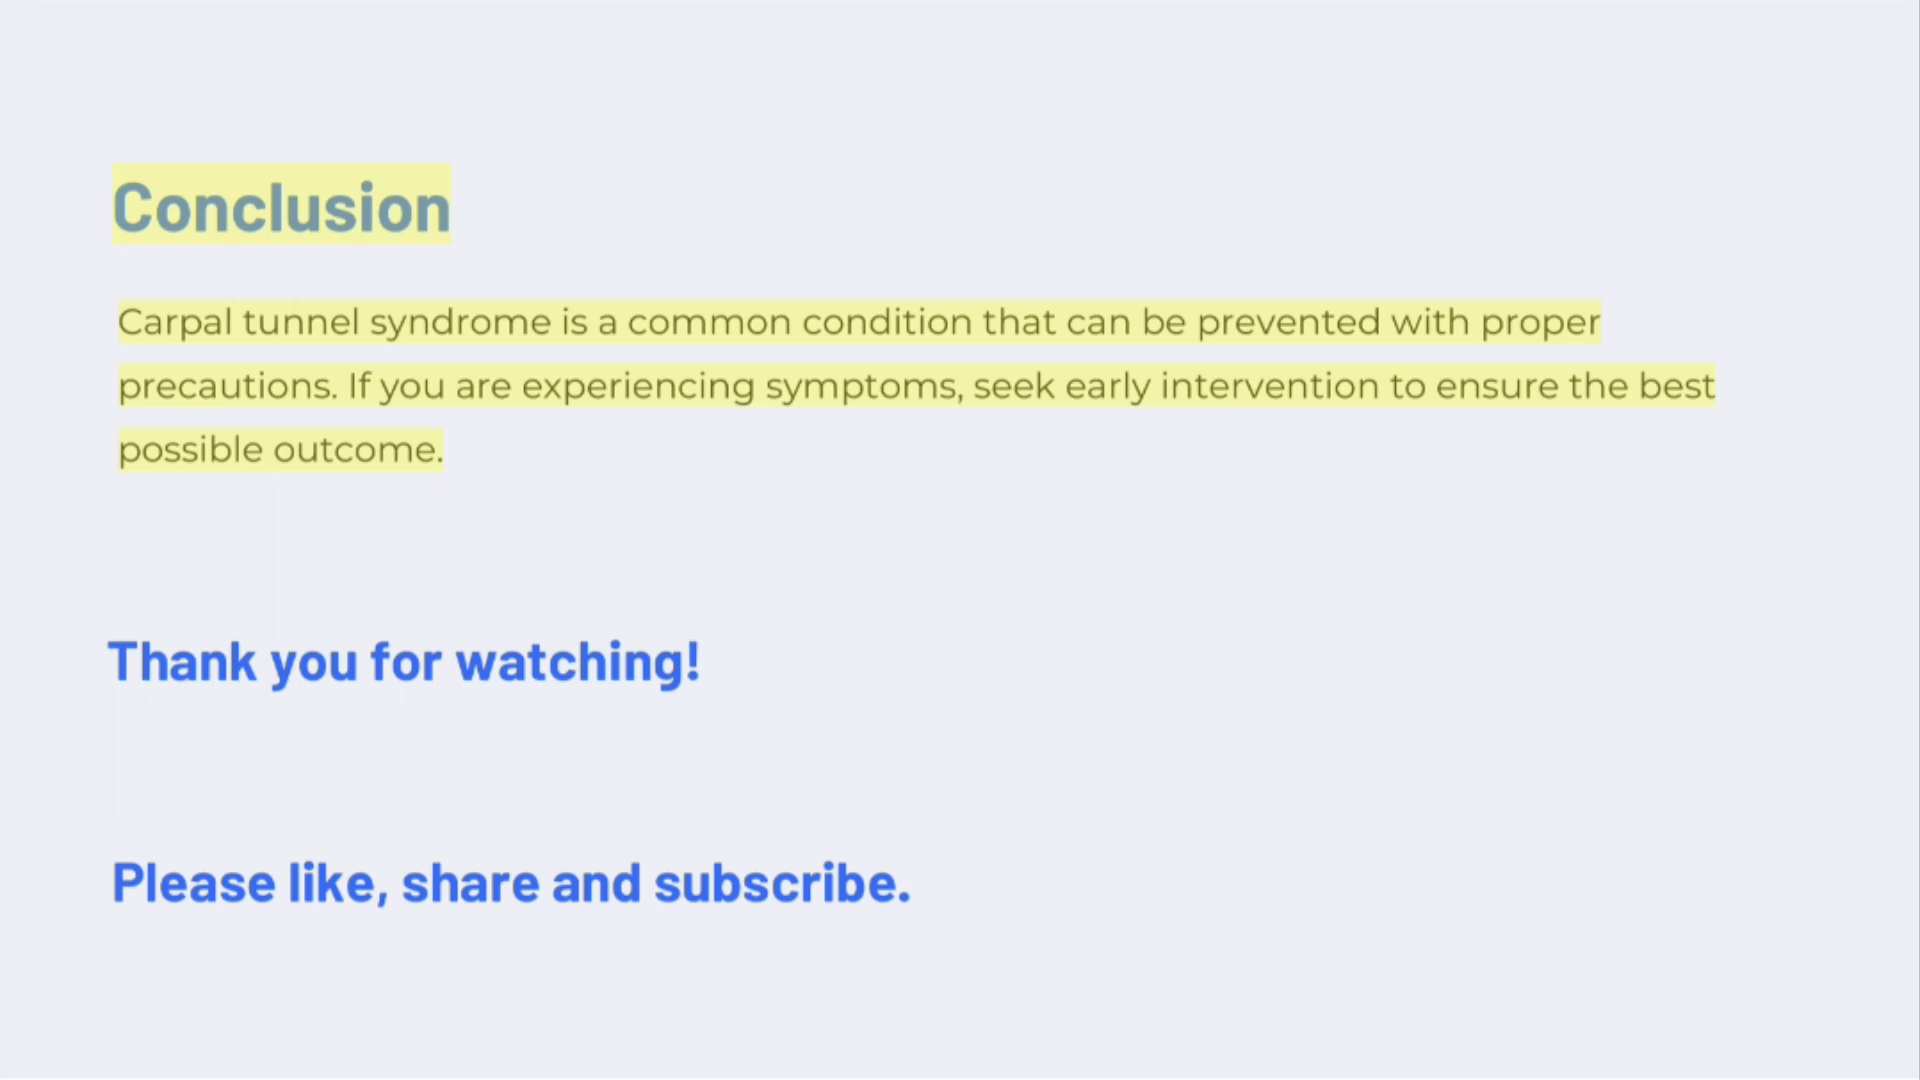 Conclusion
Carpal tunnel syndrome is a common condition that can be prevented with proper
precautions. If you are experiencing symptoms, seek early intervention to ensure the best
possible outcome.
Thank you for watching!
Please like, share and subscribe.